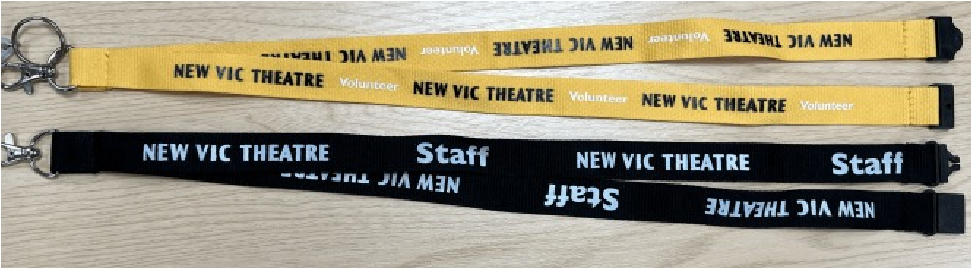 NEW VIC THEATRE Volunteer NEW VIC THEATRE Volunteer NEW VIC THEATRE
NEW VIC THEATRE Volunteer NEW VIC THEATRE Volunteer NEW VIC THEATRE Volunteer
NEW VIC THEATRE Staff NEW VIC THEATRE Staff
NEW VIC THEATRE Staff NEW VIC THEATRE